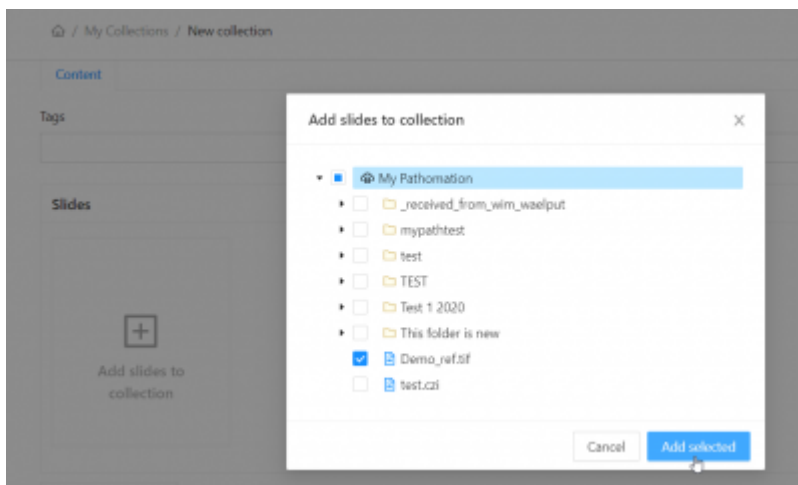 / My Collections / New collection
Content
Tags
Slides
Add slides to
collection
Add slides to collection
My Pathomation
_received_from_wim_waelput
mypathtest
test
TEST
Test 1 2020
This folder is new
Demo_ref.tif
test.czi
Cancel
Add selected